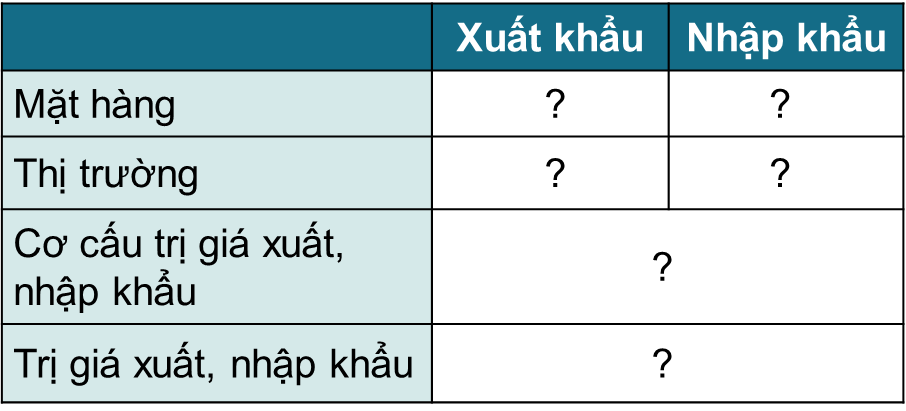 Xuất khẩu Nhập khẩu
Mặt hàng ? ?
Thị trường ? ?
Cơ cấu trị giá xuất,
nhập khẩu
?
Trị giá xuất, nhập khẩu ?